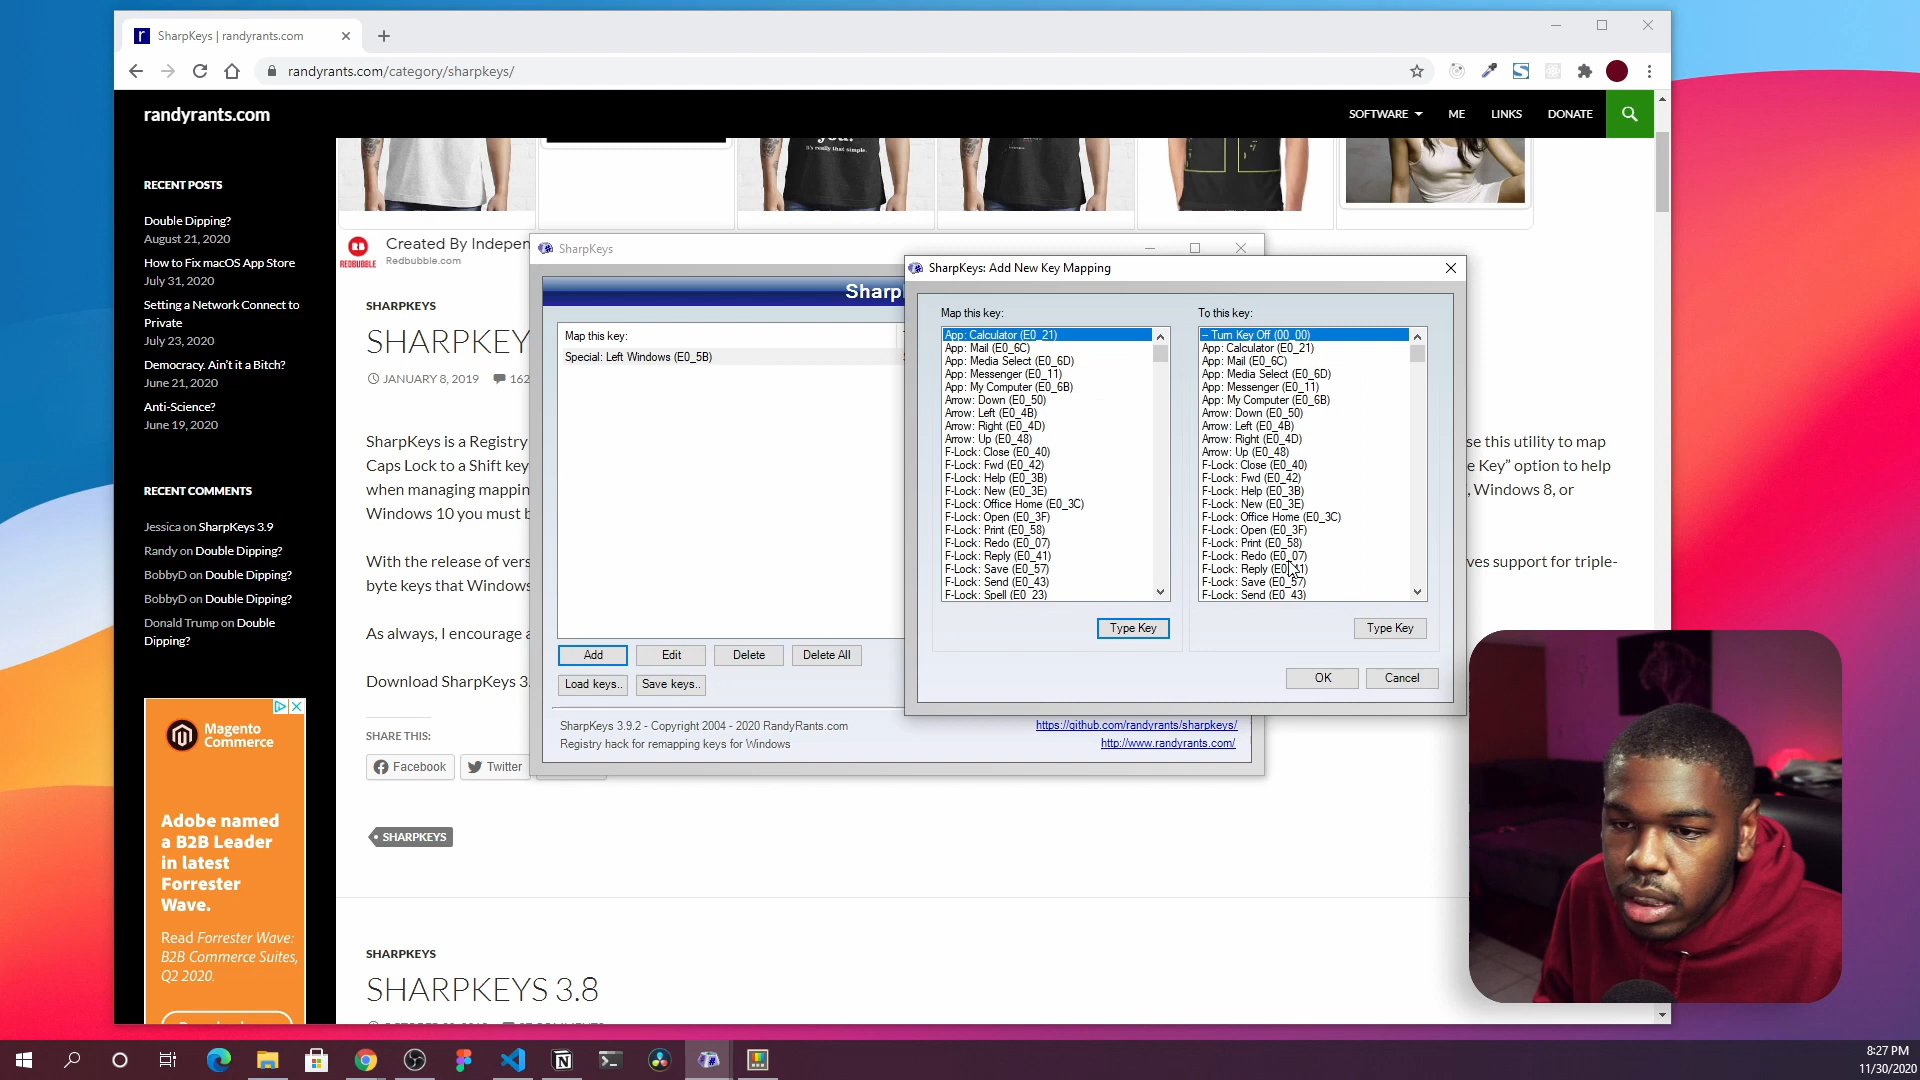 SharpKeys | randyrants.com
randyrants.com/category/sharpkeys/
randyrants.com
SOFTWARE
ME
LINKS
DONATE
RECENT POSTS
Double Dipping?
August 21, 2020
How to Fix macOS App Store
July 31, 2020
Setting a Network Connect to
Private
July 23, 2020
Democracy. Ain't it a Bitch?
June 21, 2020
Anti-Science?
June 19, 2020
RECENT COMMENTS
Jessica on SharpKeys 3.9
Randy on Double Dipping?
BobbyD on Double Dipping?
BobbyD on Double Dipping?
Donald Trump on Double
Dipping?
Magento
Commerce
Adobe named
a B2B Leader
in latest
Forrester
Wave.
Read Forrester Wave:
B2B Commerce Suites,
Q2 2020.
you.
it's really that simple.
REDBUBBLE
Created By Indepen
Redbubble.com
SHARPKEYS
SHARPKEY
JANUARY 8, 2019
162
SharpKeys is a Registry
se this utility to map
Caps Lock to a Shift key
e Key” option to help
when managing mappin
, Windows 8, or
Windows 10 you must b
With the release of vers
ves support for triple-
byte keys that Windows
As always, I encourage a
Download SharpKeys 3.
SHARE THIS:
Facebook
Twitter
SHARPKEYS
SHARPKEYS
SHARPKEYS 3.8
SharpKeys
Sharp
Map this key:
Special: Left Windows (E0_5B)
Add
Edit
Delete
Delete All
Load keys..
Save keys..
SharpKeys 3.9.2 - Copyright 2004 - 2020 RandyRants.com
Registry hack for remapping keys for Windows
https://github.com/randyrants/sharpkeys/
http://www.randyrants.com/
SharpKeys: Add New Key Mapping
Map this key:
App: Calculator (E0_21)
App: Mail (E0_6C)
App: Media Select (E0_6D)
App: Messenger (E0_11)
App: My Computer (E0_6B)
Arrow: Down (E0_50)
Arrow: Left (E0_4B)
Arrow: Right (E0_4D)
Arrow: Up (E0_48)
F-Lock: Close (E0_40)
F-Lock: Fwd (E0_42)
F-Lock: Help (E0_3B)
F-Lock: New (E0_3E)
F-Lock: Office Home (E0_3C)
F-Lock: Open (E0_3F)
F-Lock: Print (E0_58)
F-Lock: Redo (E0_07)
F-Lock: Reply (E0_41)
F-Lock: Save (E0_57)
F-Lock: Send (E0_43)
F-Lock: Spell (E0_23)
Type Key
To this key:
-- Turn Key Off (00_00)
App: Calculator (E0_21)
App: Mail (E0_6C)
App: Media Select (E0_6D)
App: Messenger (E0_11)
App: My Computer (E0_6B)
Arrow: Down (E0_50)
Arrow: Left (E0_4B)
Arrow: Right (E0_4D)
Arrow: Up (E0_48)
F-Lock: Close (E0_40)
F-Lock: Fwd (E0_42)
F-Lock: Help (E0_3B)
F-Lock: New (E0_3E)
F-Lock: Office Home (E0_3C)
F-Lock: Open (E0_3F)
F-Lock: Print (E0_58)
F-Lock: Redo (E0_07)
F-Lock: Reply (E0_41)
F-Lock: Save (E0_57)
F-Lock: Send (E0_43)
Type Key
OK
Cancel
8:27 PM
11/30/2020